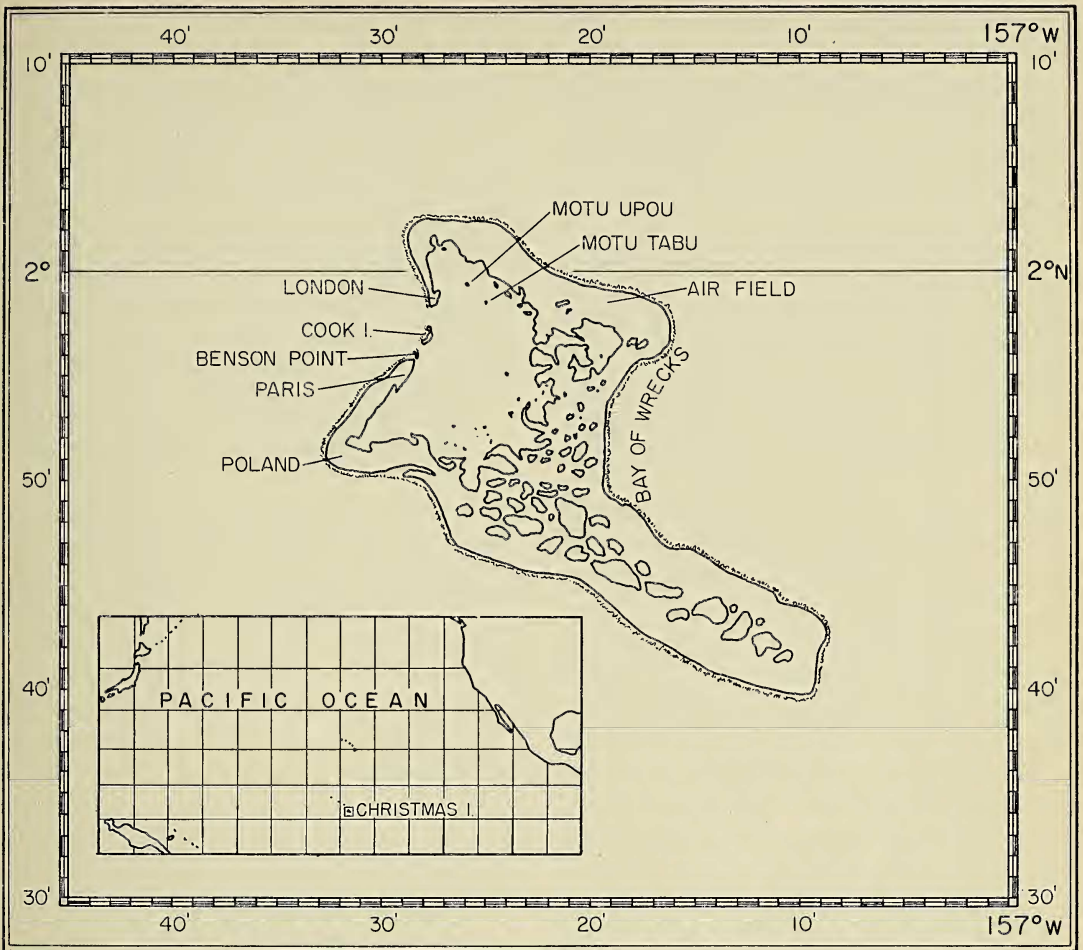 40' 30' 20' 10' 157°W
10' 10'
MOTU UPOU
MOTU TABU
2° 2°N
LONDON AIR FIELD
COOK I.
BENSON POINT
PARIS
BAY OF WRECKS
POLAND
50' 50'
40' 40'
PACIFIC OCEAN
CHRISTMAS I.
30' 30'
40' 30' 20' 10' 157°W